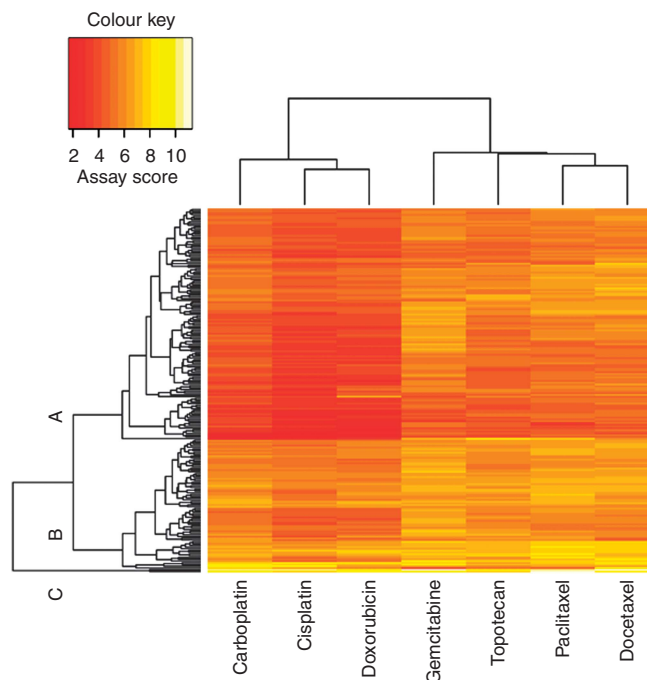 Colour key
2 4 6 8 10
Assay score
A
B
C
Carboplatin
Cisplatin
Doxorubicin
Gemcitabine
Topotecan
Paclitaxel
Docetaxel